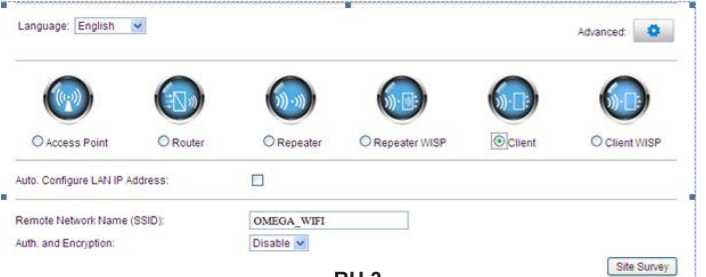 Language: English
Advanced:
Access Point Router Repeater Repeater WISP Client Client WISP
Auto. Configure LAN IP Address:
Remote Network Name (SSID): OMEGA_WIFI
Auth. and Encryption: Disable
Site Survey